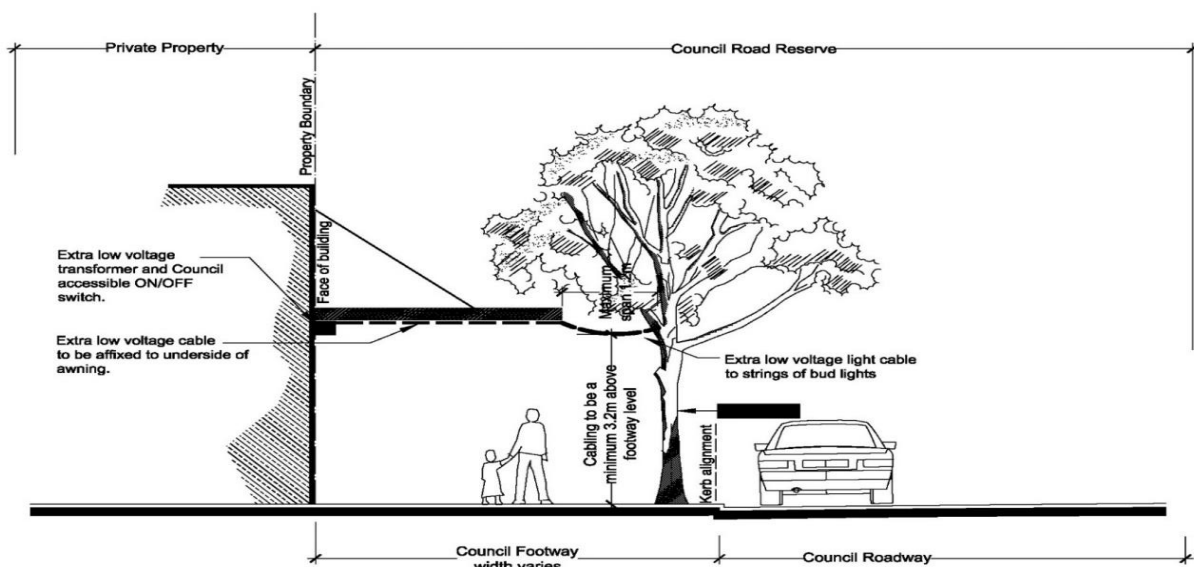 Private Property
Council Road Reserve
Property Boundary
Face of building
Extra low voltage
transformer and Council
accessible ON/OFF
switch.
Maximum
span
Extra low voltage cable
to be affixed to underside of
awning.
Extra low voltage light cable
to strings of bud lights
Cabling to be a
minimum 3.2m above
footway level
Kerb alignment
Council Footway
width varies
Council Roadway